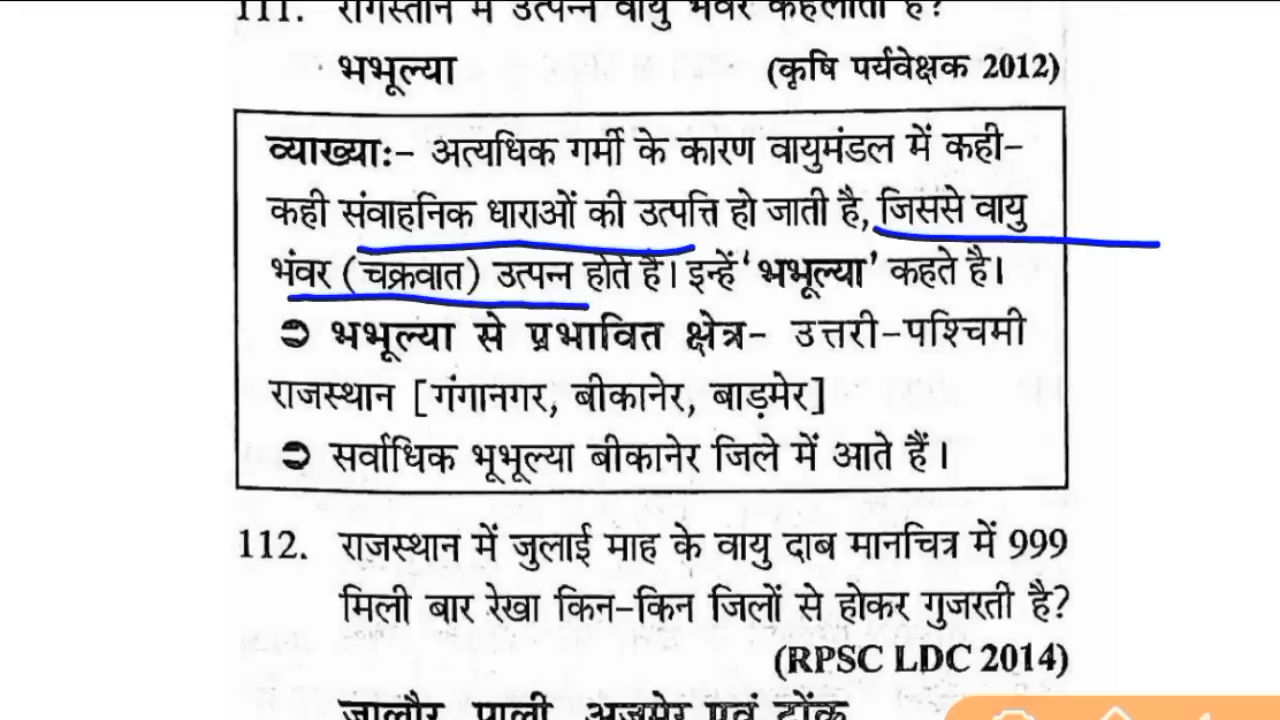 111. रेगिस्तान में उत्पन्न वायु भंवर कहलाता है?
भभूल्या (कृषि पर्यवेक्षक 2012)
व्याख्या:- अत्यधिक गर्मी के कारण वायुमंडल में कही-
कही संवाहनिक धाराओं की उत्पत्ति हो जाती है, जिससे वायु
भंवर (चक्रवात) उत्पन्न होते है। इन्हें 'भभूल्या' कहते है।
➲ भभूल्या से प्रभावित क्षेत्र- उत्तरी-पश्चिमी
राजस्थान [गंगानगर, बीकानेर, बाड़मेर]
➲ सर्वाधिक भूभूल्या बीकानेर जिले में आते हैं।
112. राजस्थान में जुलाई माह के वायु दाब मानचित्र में 999
मिली बार रेखा किन-किन जिलों से होकर गुजरती है?
(RPSC LDC 2014)
जालौर, पाली, अजमेर एवं टोंक